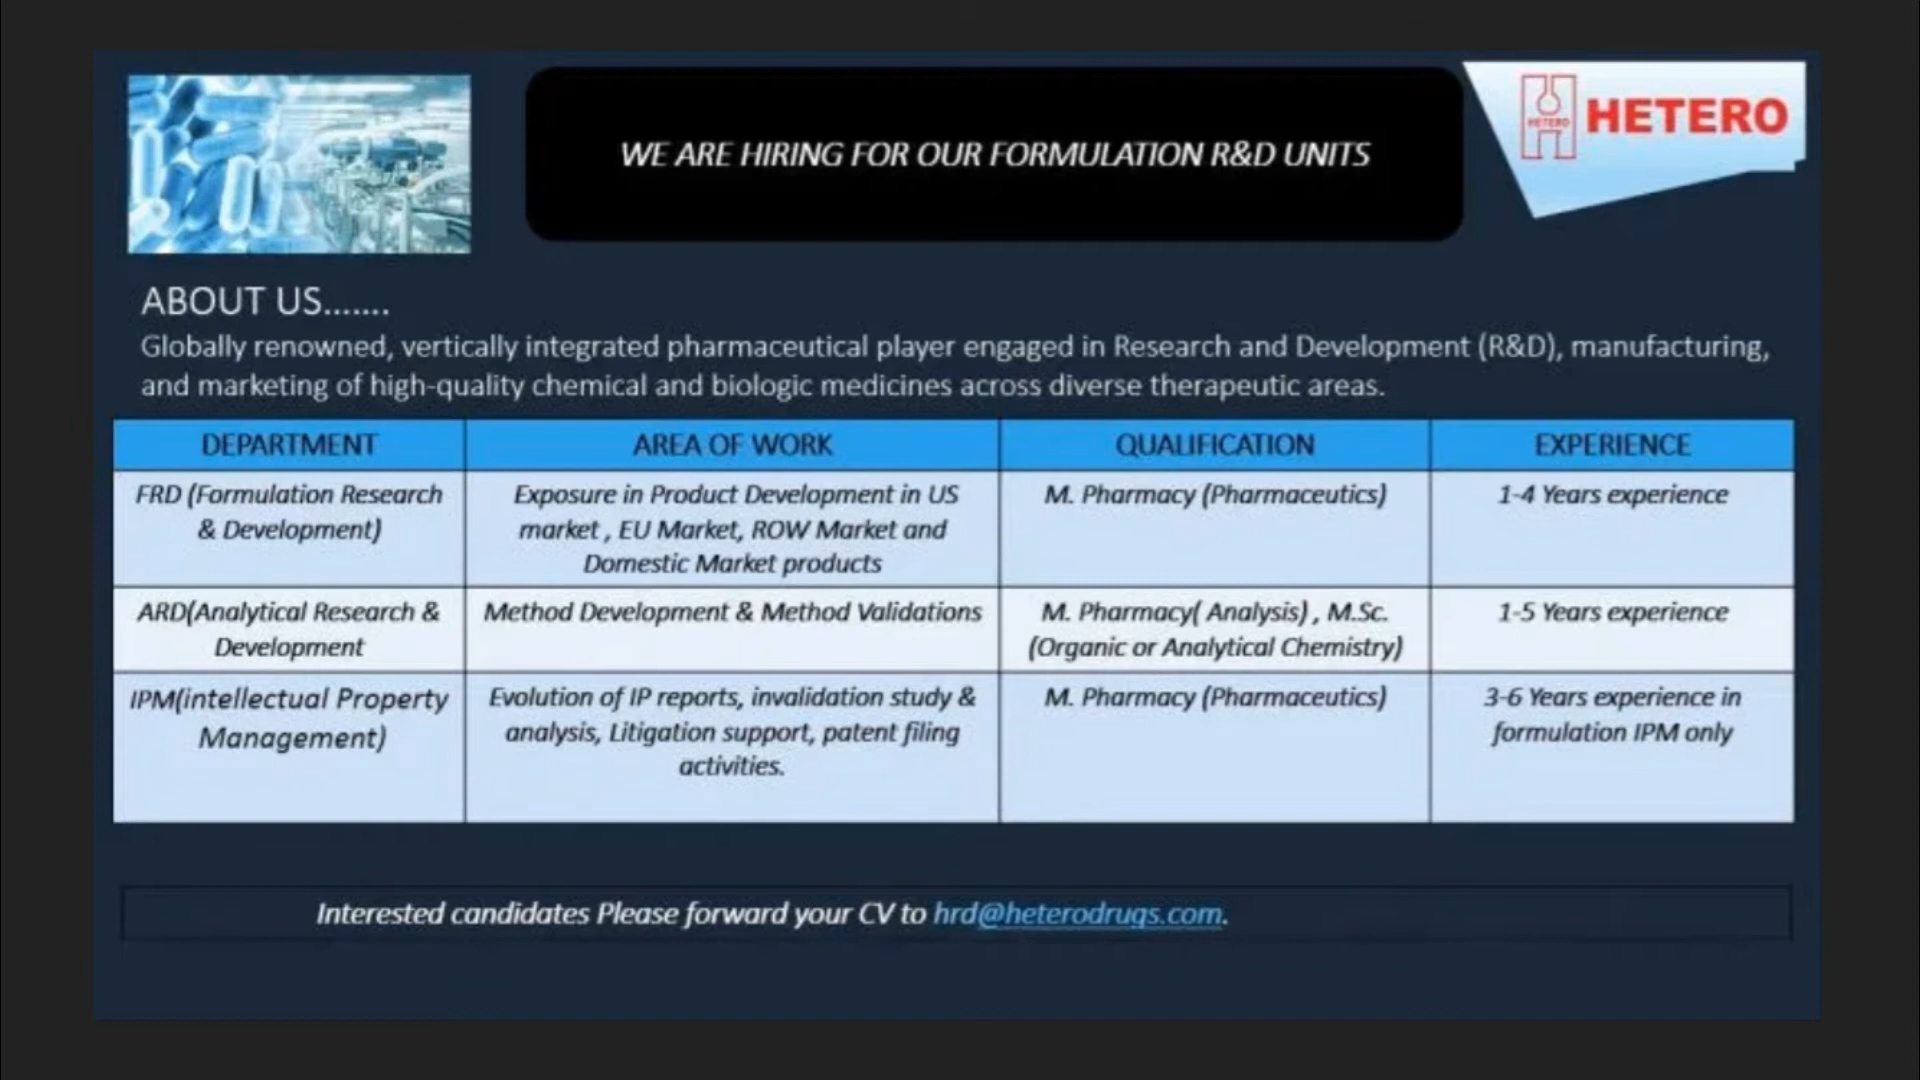 WE ARE HIRING FOR OUR FORMULATION R&D UNITS
HETERO
HETERO
ABOUT US.......
Globally renowned, vertically integrated pharmaceutical player engaged in Research and Development (R&D), manufacturing,
and marketing of high-quality chemical and biologic medicines across diverse therapeutic areas.
DEPARTMENT
AREA OF WORK
QUALIFICATION
EXPERIENCE
FRD (Formulation Research
& Development)
Exposure in Product Development in US
market , EU Market, ROW Market and
Domestic Market products
M. Pharmacy (Pharmaceutics)
1-4 Years experience
ARD(Analytical Research &
Development
Method Development & Method Validations
M. Pharmacy( Analysis) , M.Sc.
(Organic or Analytical Chemistry)
1-5 Years experience
IPM(intellectual Property
Management)
Evolution of IP reports, invalidation study &
analysis, Litigation support, patent filing
activities.
M. Pharmacy (Pharmaceutics)
3-6 Years experience in
formulation IPM only
Interested candidates Please forward your CV to hrd@heterodrugs.com.